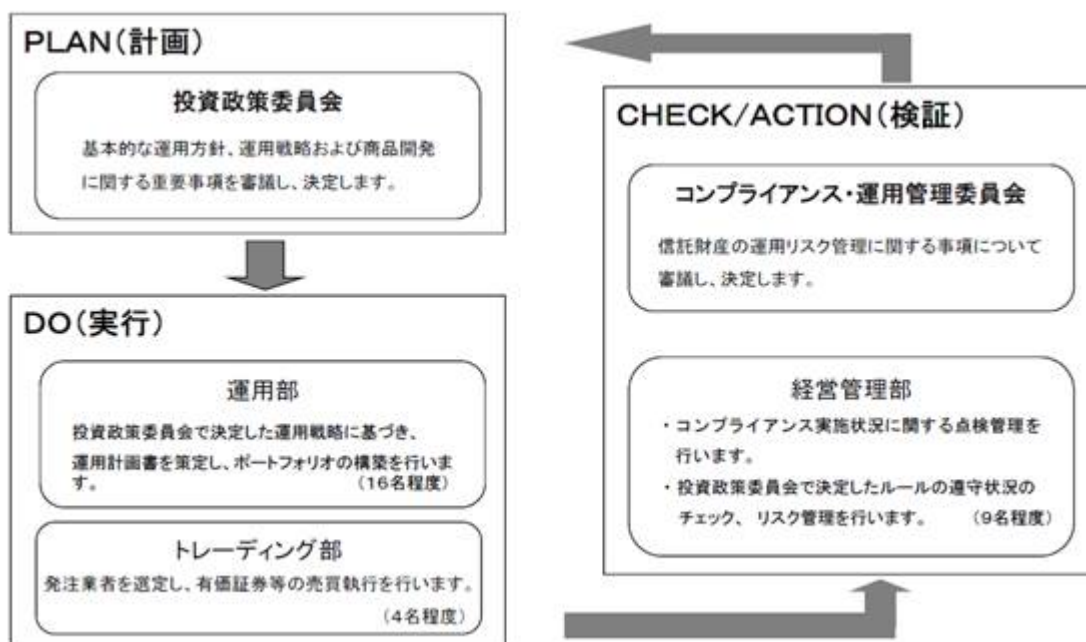 PLAN(計画)
投資政策委員会
基本的な運用方針、運用戦略および商品開発
に関する重要事項を審議し、決定します。
DO(実行)
運用部
投資政策委員会で決定した運用戦略に基づき、
運用計画書を策定し、ポートフォリオの構築を行いま
す。 (16名程度)
トレーディング部
発注業者を選定し、有価証券等の売買執行を行います。
(4名程度)
CHECK/ACTION(検証)
コンプライアンス・運用管理委員会
信託財産の運用リスク管理に関する事項について
審議し、決定します。
経営管理部
・コンプライアンス実施状況に関する点検管理を
行います。
・投資政策委員会で決定したルールの遵守状況の
チェック、リスク管理を行います。 (9名程度)